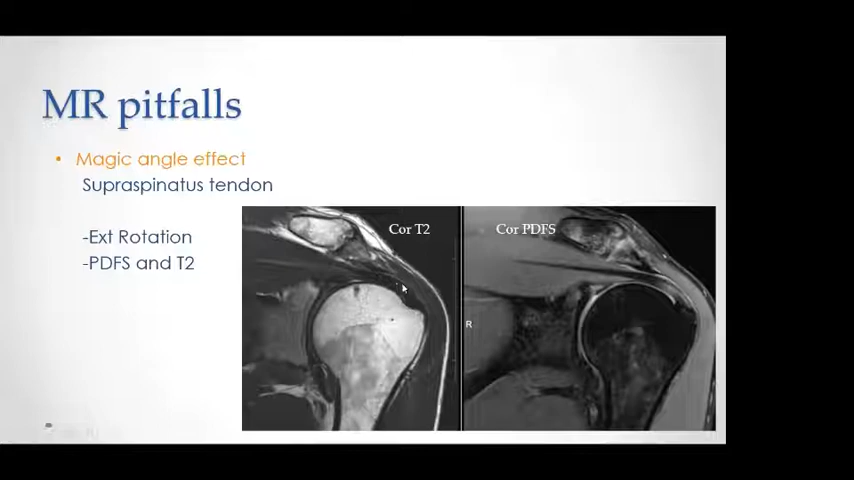 MR pitfalls
• Magic angle effect
Supraspinatus tendon
-Ext Rotation
-PDFS and T2
Cor T2
Cor PDFS
R